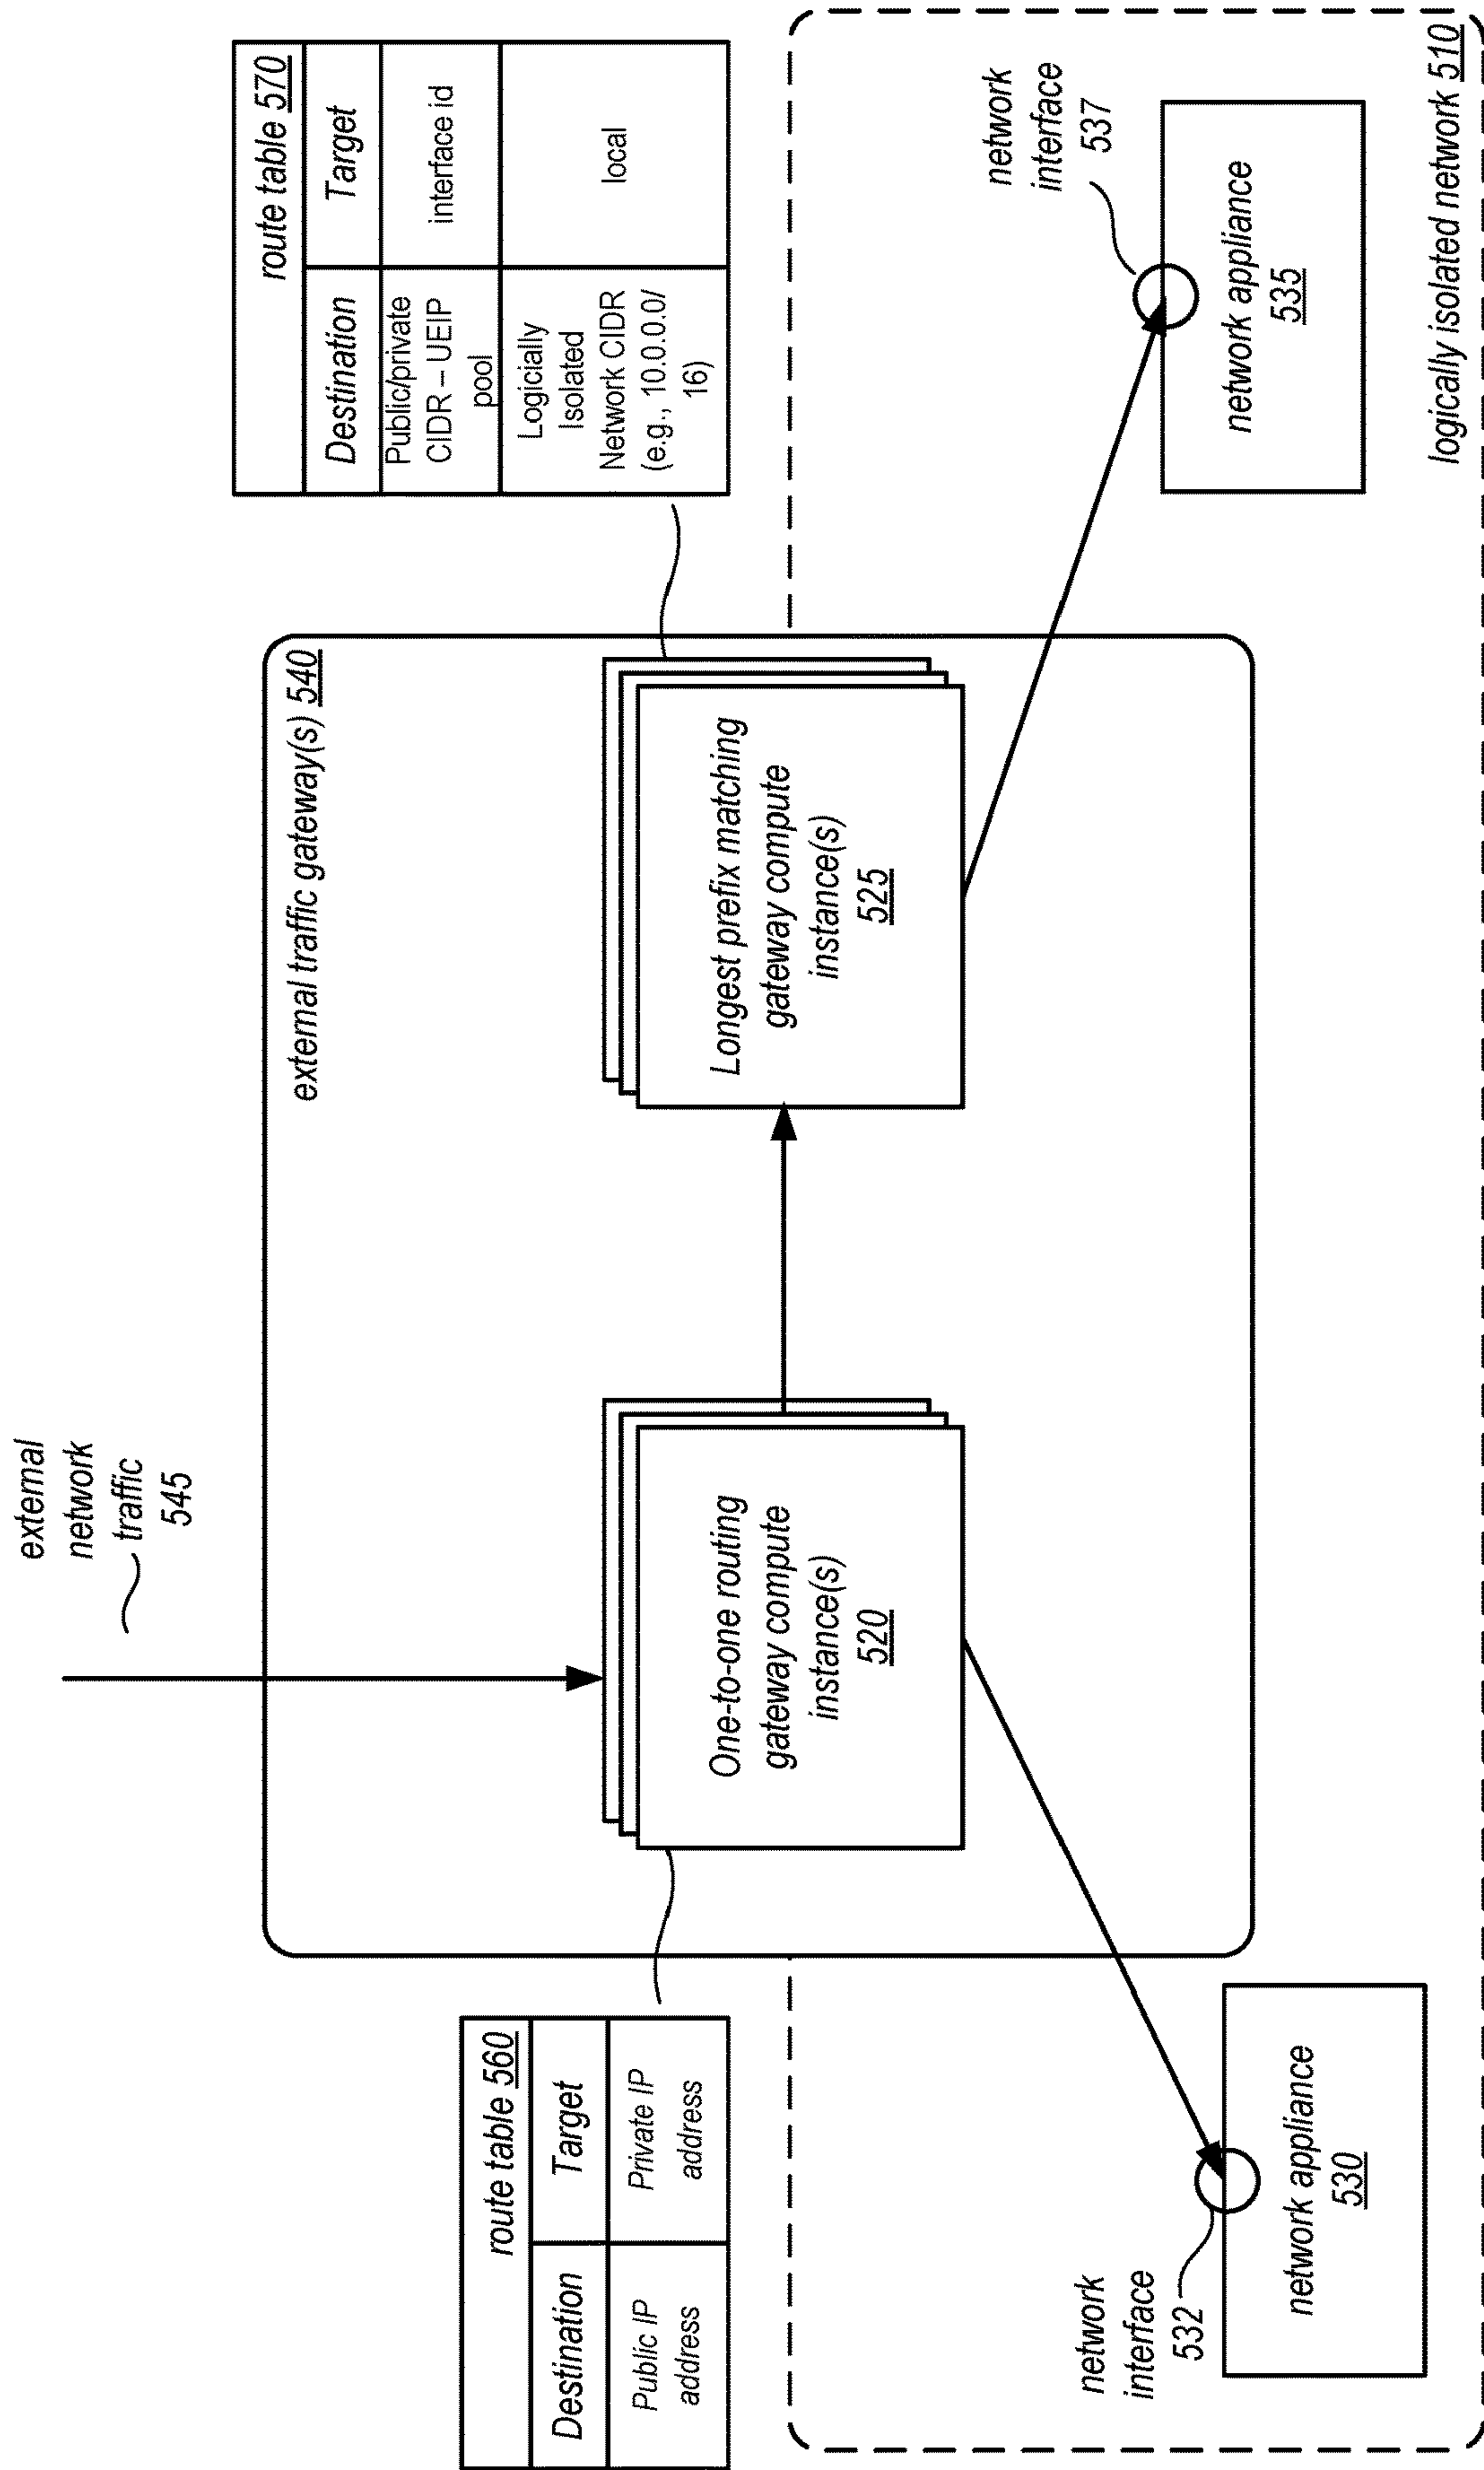 external
network
traffic
545
external traffic gateway(s) 540
route table 560
Destination
Target
Public IP
address
Private IP
address
route table 570
Destination
Target
Public/private
CIDR – UEIP
pool
interface id
Logicially
Isolated
Network CIDR
(e.g., 10.0.0.0/
16)
local
One-to-one routing
gateway compute
instance(s)
520
Longest prefix matching
gateway compute
instance(s)
525
network
interface
532
network appliance
530
network
interface
537
network appliance
535
logically isolated network 510